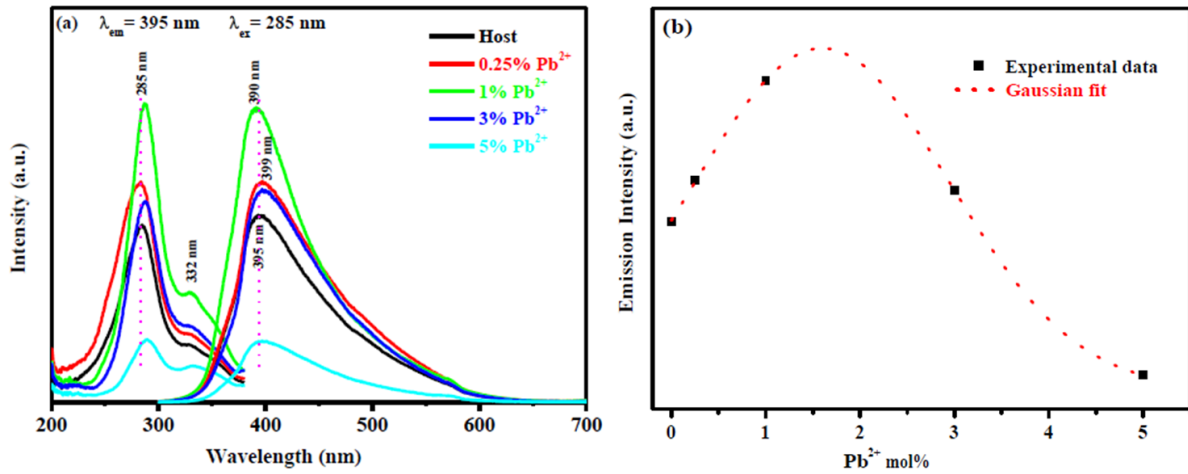 (a) λem= 395 nm λex= 285 nm
Host
0.25% Pb²⁺
1% Pb²⁺
3% Pb²⁺
5% Pb²⁺
285 nm
332 nm
390 nm
399 nm
395 nm
Intensity (a.u.)
200 300 400 500 600 700
Wavelength (nm)
(b)
Experimental data
Gaussian fit
Emission Intensity (a.u.)
0 1 2 3 4 5
Pb²⁺ mol%